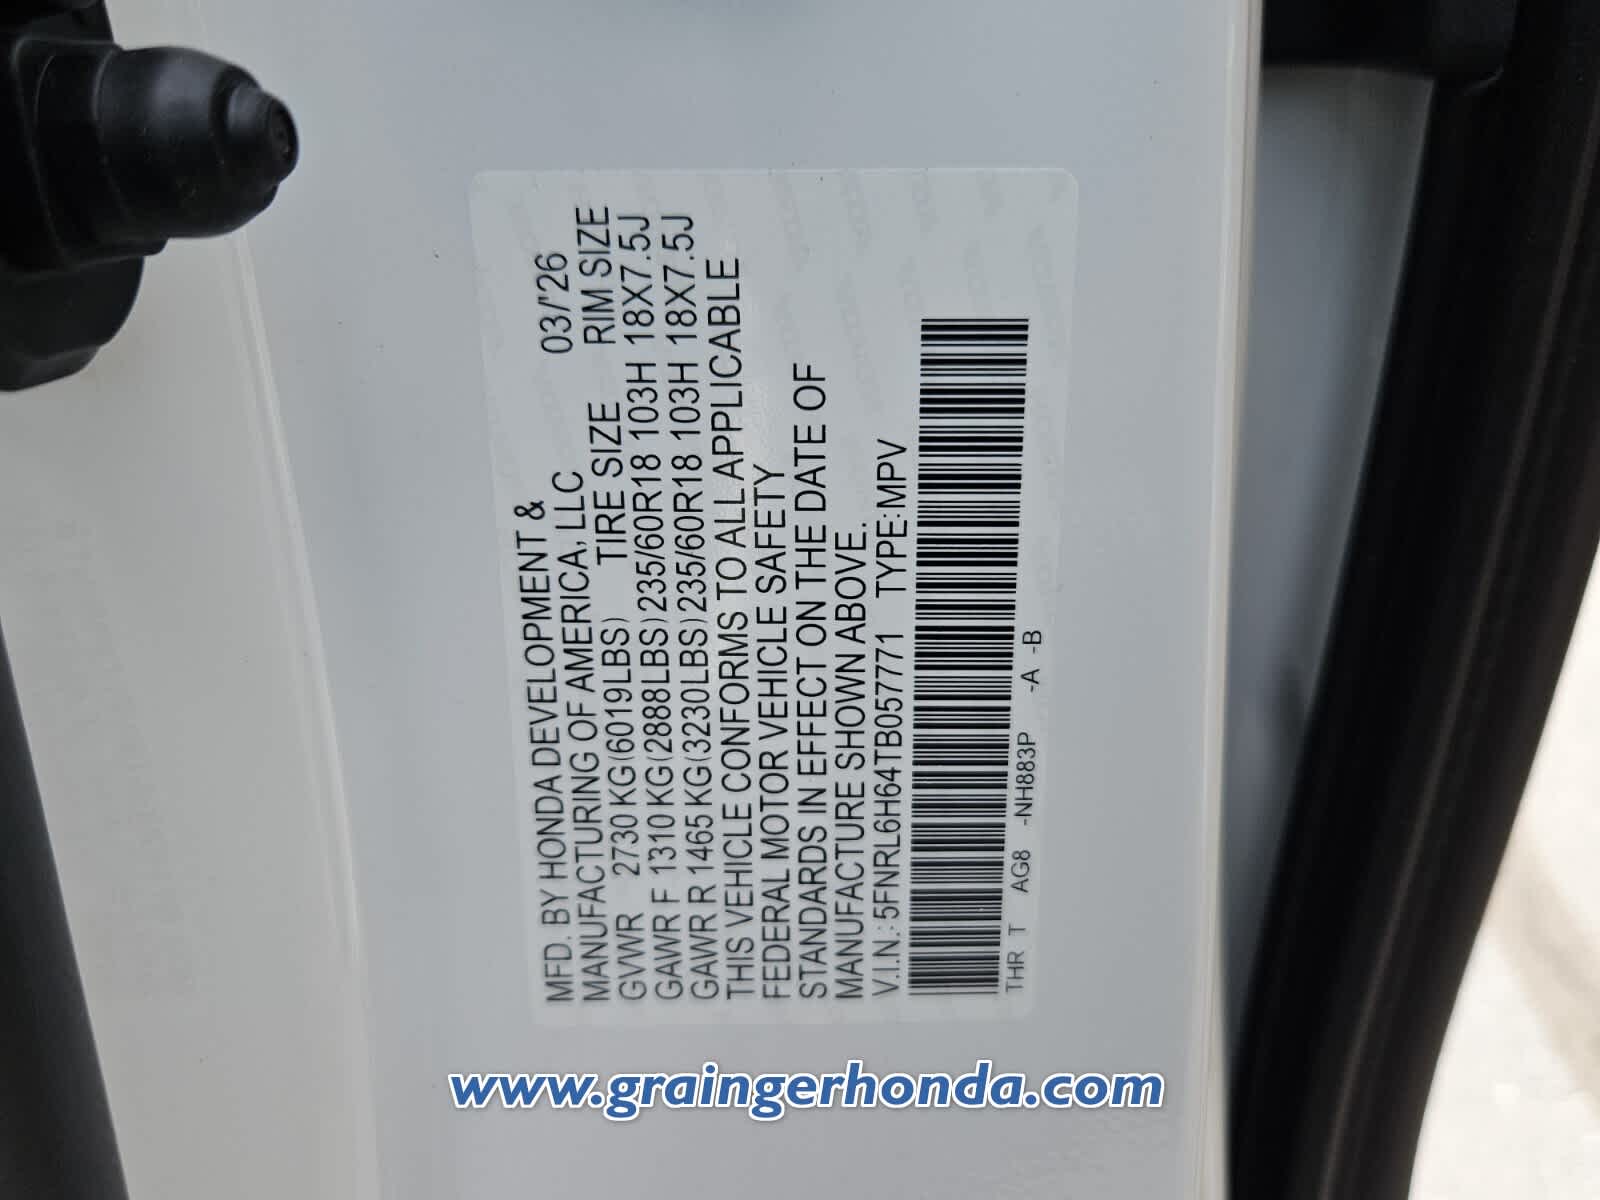 MFD. BY HONDA DEVELOPMENT & 03/'26
MANUFACTURING OF AMERICA, LLC
TIRE SIZE RIM SIZE
GVWR 2730 KG(6019LBS)
GAWR F 1310 KG(2888LBS) 235/60R18 103H 18X7.5J
GAWR R 1465 KG(3230LBS) 235/60R18 103H 18X7.5J
THIS VEHICLE CONFORMS TO ALL APPLICABLE
FEDERAL MOTOR VEHICLE SAFETY
STANDARDS IN EFFECT ON THE DATE OF
MANUFACTURE SHOWN ABOVE.
V.I.N.: 5FNRL6H64TB057771 TYPE: MPV
THR T AG8 -NH883P -A -B
www.graingerhonda.com